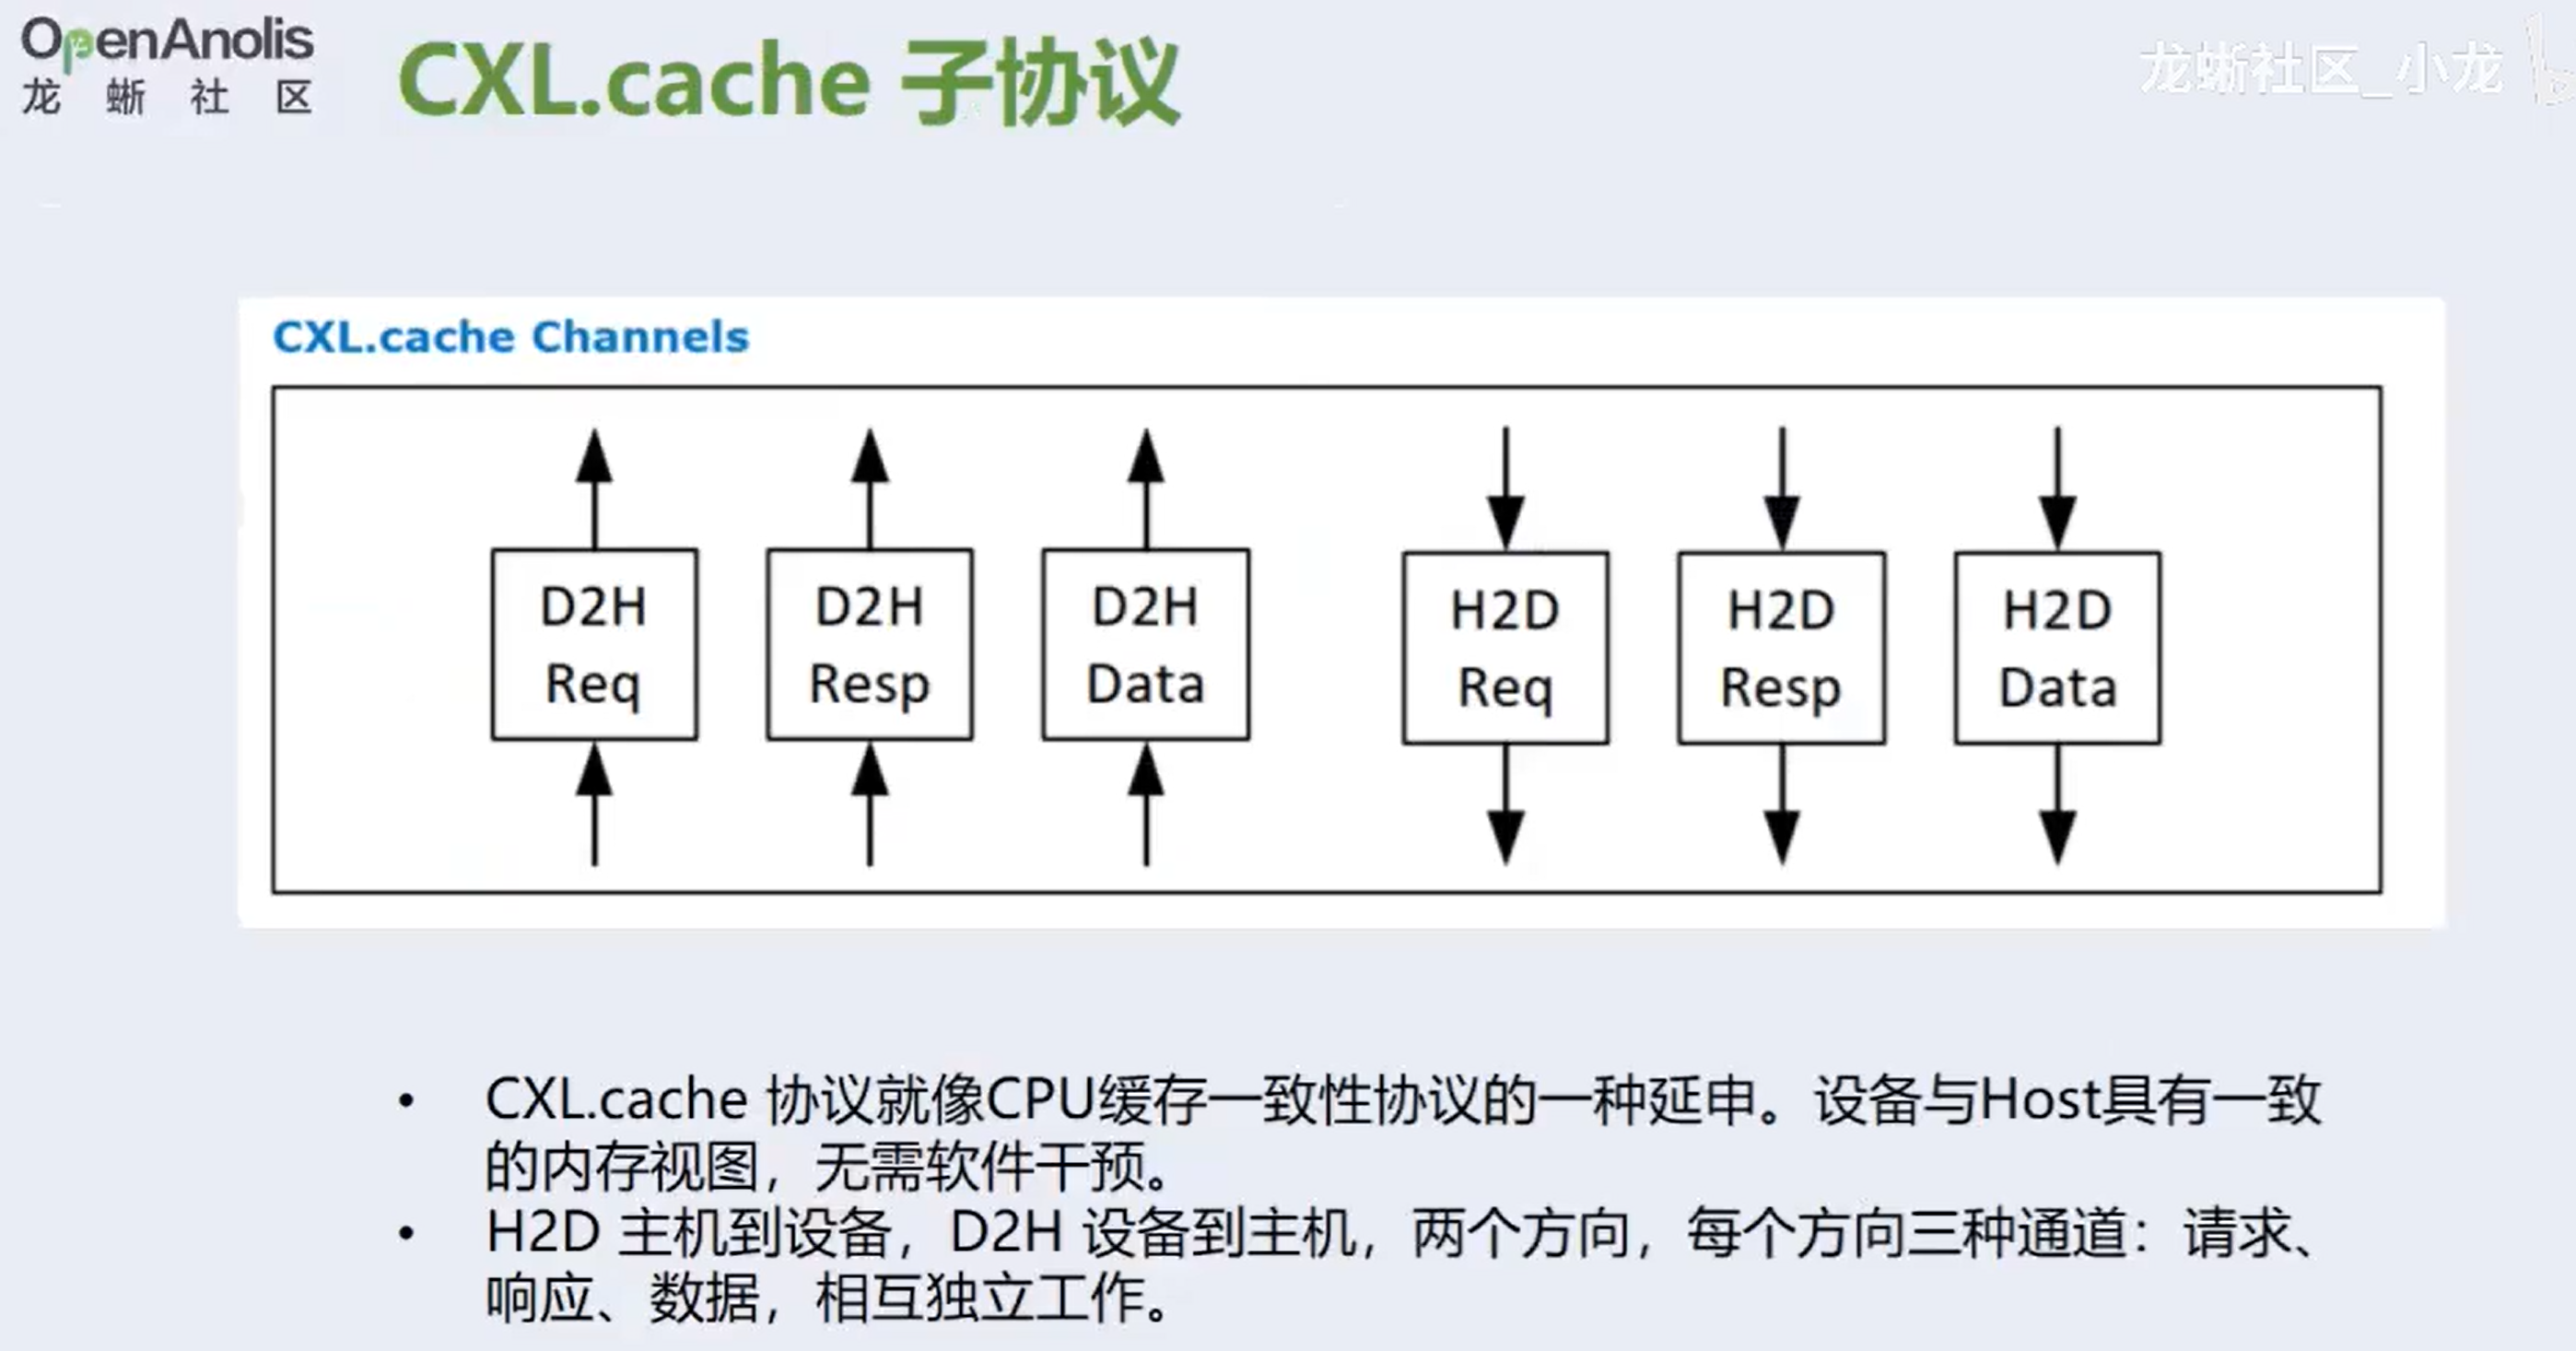 OpenAnolis
龙蜥社区
CXL.cache 子协议
龙蜥社区_小龙
CXL.cache Channels
D2H
Req
D2H
Resp
D2H
Data
H2D
Req
H2D
Resp
H2D
Data
• CXL.cache 协议就像CPU缓存一致性协议的一种延申。设备与Host具有一致
的内存视图，无需软件干预。
• H2D 主机到设备，D2H 设备到主机，两个方向，每个方向三种通道：请求、
响应、数据，相互独立工作。